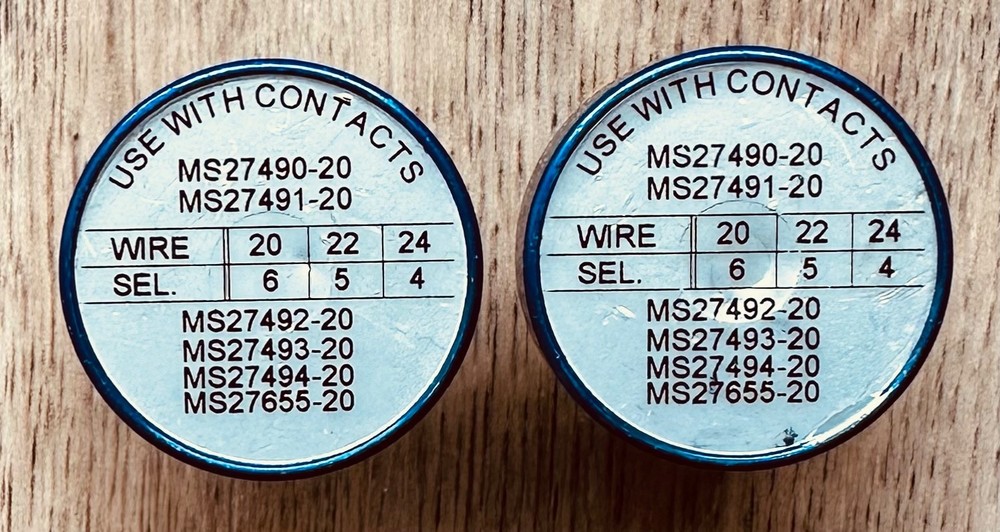 USE WITH CONTACTS
MS27490-20
MS27491-20
WIRE 20 22 24
SEL. 6 5 4
MS27492-20
MS27493-20
MS27494-20
MS27655-20
USE WITH CONTACTS
MS27490-20
MS27491-20
WIRE 20 22 24
SEL. 6 5 4
MS27492-20
MS27493-20
MS27494-20
MS27655-20